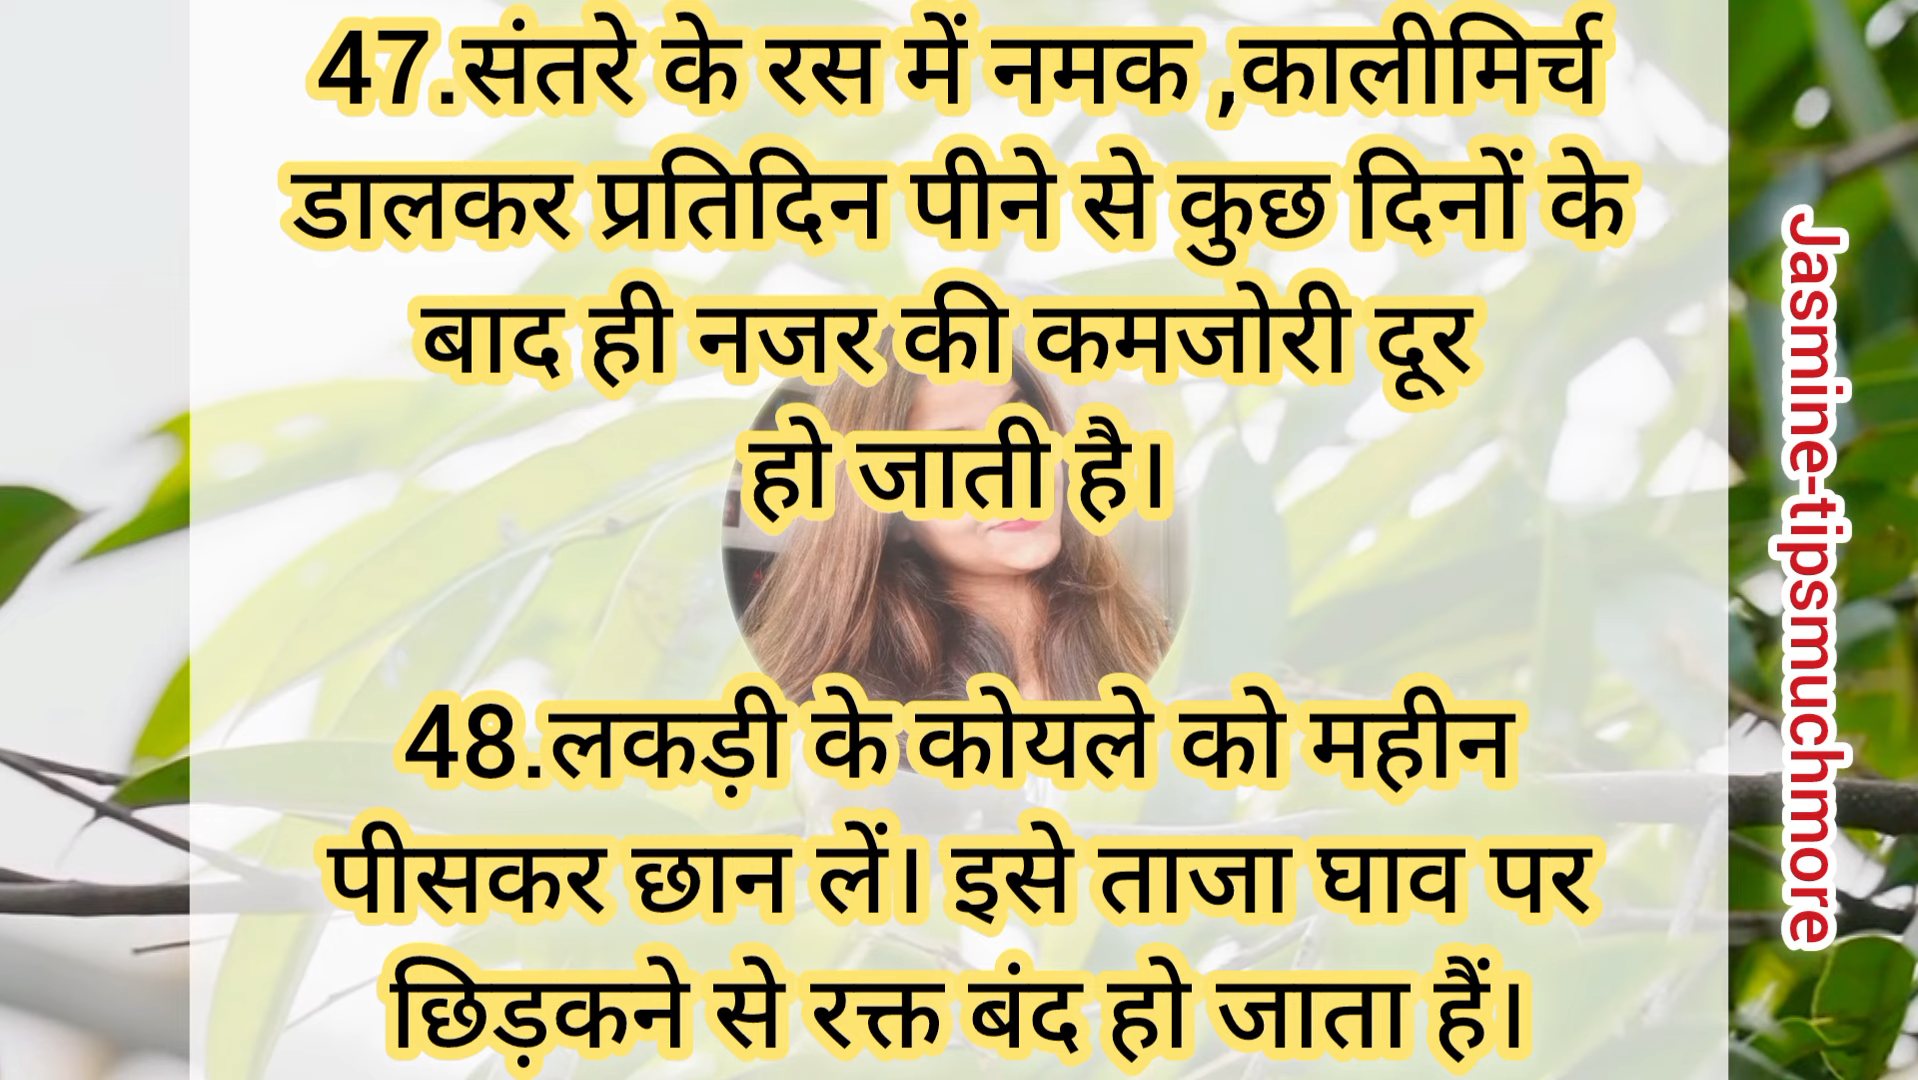 47.संतरे के रस में नमक ,कालीमिर्च
डालकर प्रतिदिन पीने से कुछ दिनों के
बाद ही नजर की कमजोरी दूर
हो जाती है।
48.लकड़ी के कोयले को महीन
पीसकर छान लें। इसे ताजा घाव पर
छिड़कने से रक्त बंद हो जाता हैं।
Jasmine-tipsmuchmore